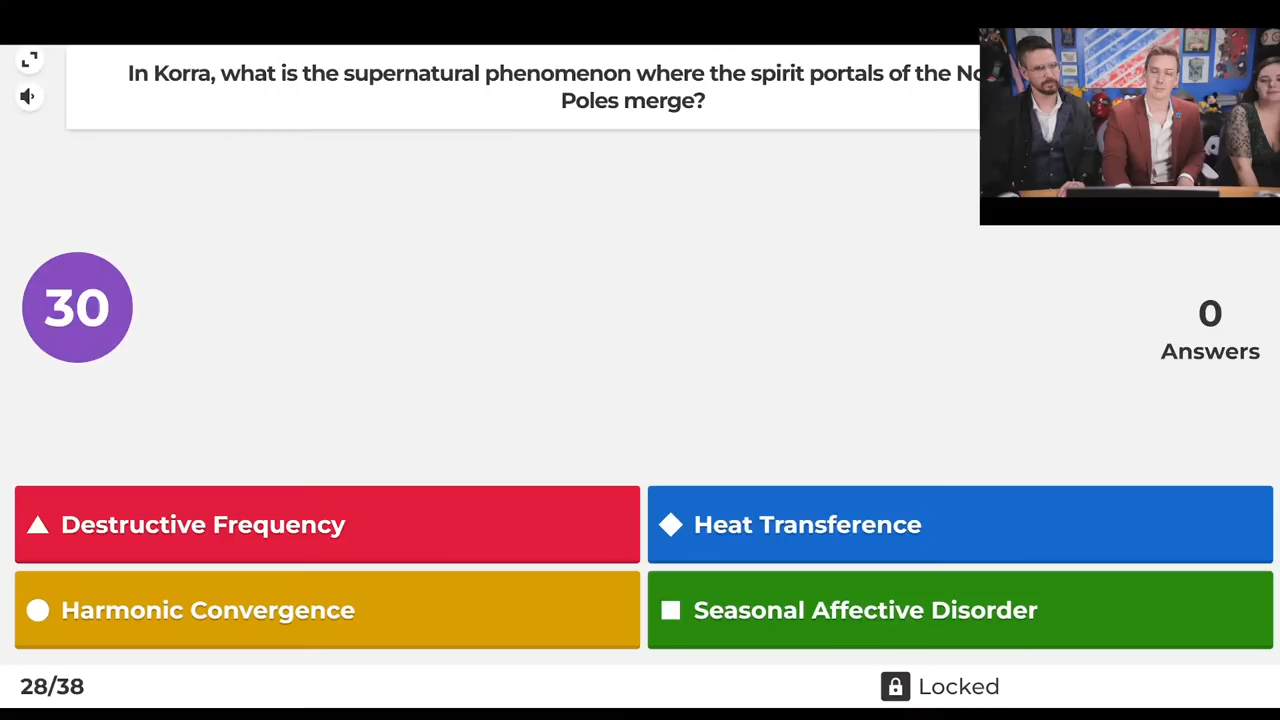 In Korra, what is the supernatural phenomenon where the spirit portals of the
Poles merge?
30
0
Answers
Destructive Frequency
Heat Transference
Harmonic Convergence
Seasonal Affective Disorder
28/38
Locked